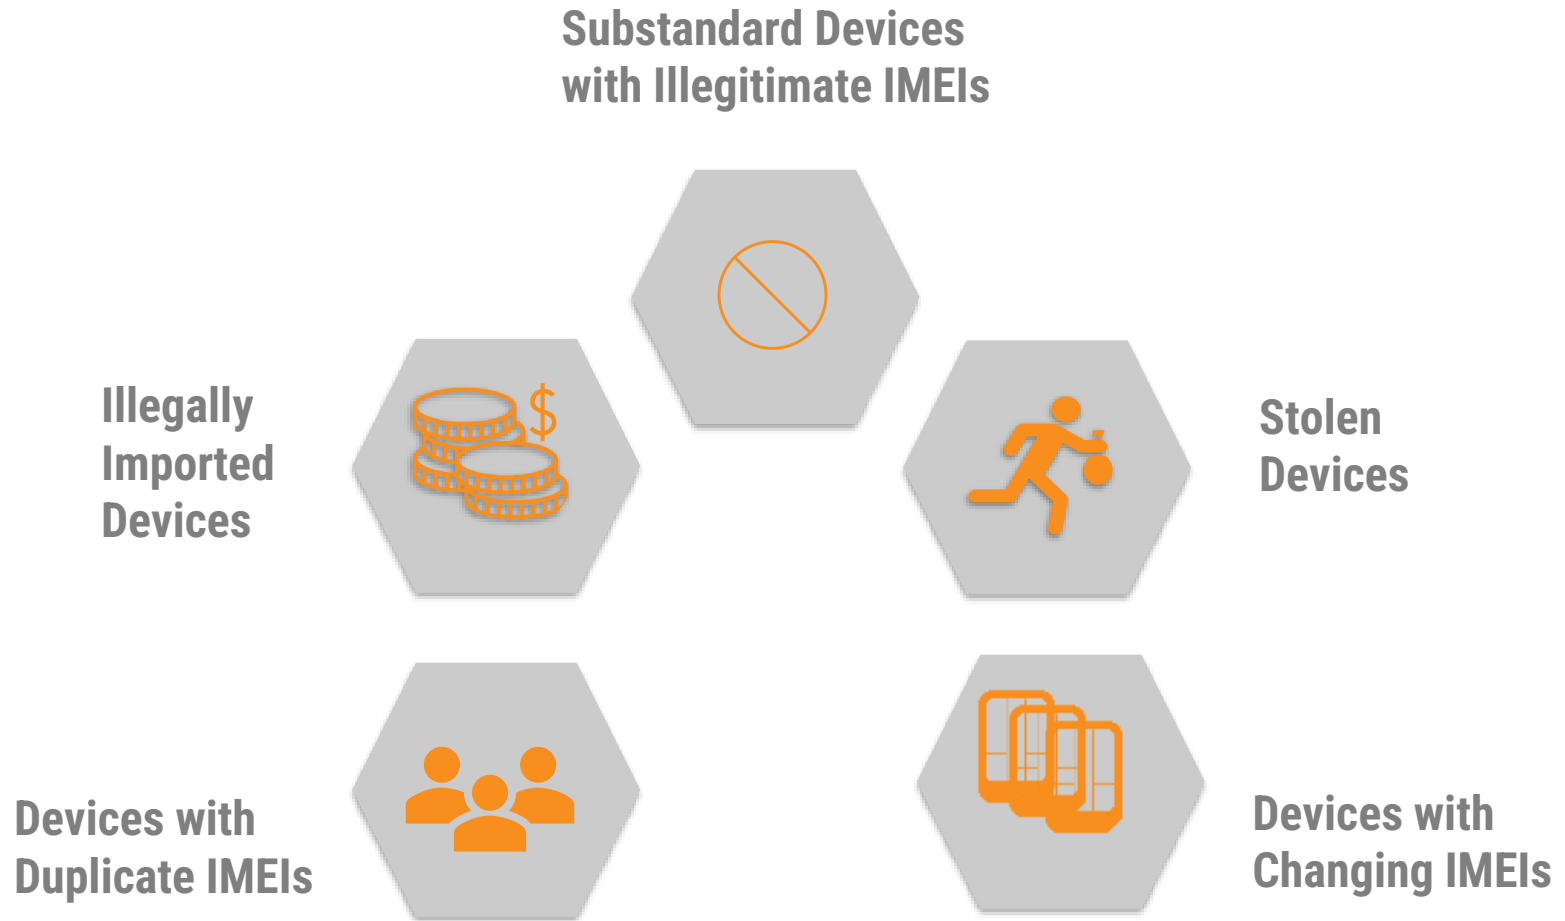 Substandard Devices
with Illegitimate IMEIs
Illegally
Imported
Devices
$
Stolen
Devices
Devices with
Duplicate IMEIs
Devices with
Changing IMEIs